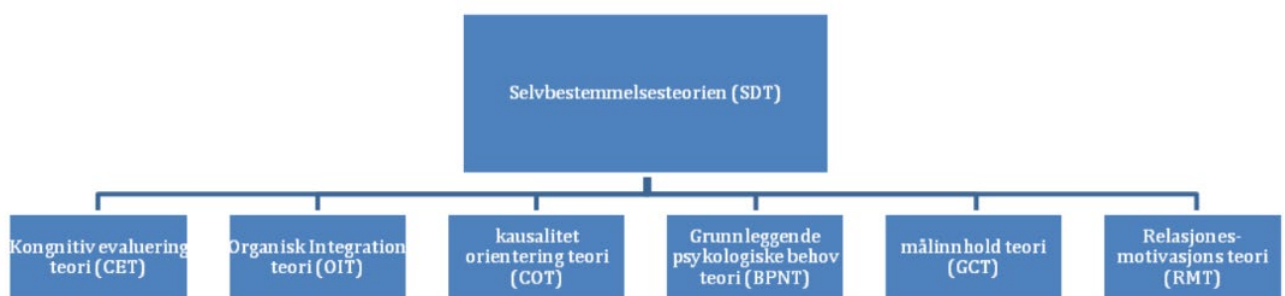 Selvbestemmelsesteorien (SDT)
Kongnitiv evaluering
teori (CET)
Organisk Integration
teori (OIT)
kausalitet
orientering teori
(COT)
Grunnleggende
psykologiske behov
teori (BPNT)
målinnhold teori
(GCT)
Relasjones-
motivasjons teori
(RMT)